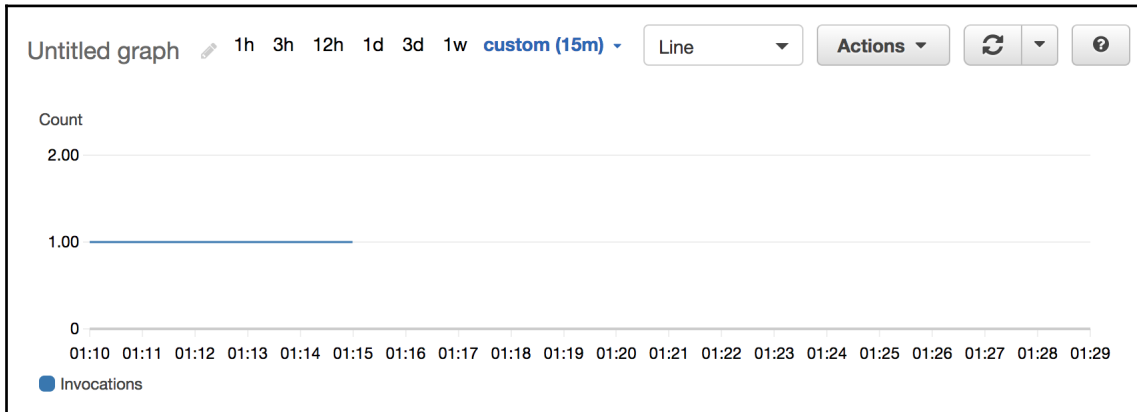 Untitled graph 1h 3h 12h 1d 3d 1w custom (15m) Line Actions ?
Count
2.00
1.00
0
01:10 01:11 01:12 01:13 01:14 01:15 01:16 01:17 01:18 01:19 01:20 01:21 01:22 01:23 01:24 01:25 01:26 01:27 01:28 01:29
Invocations